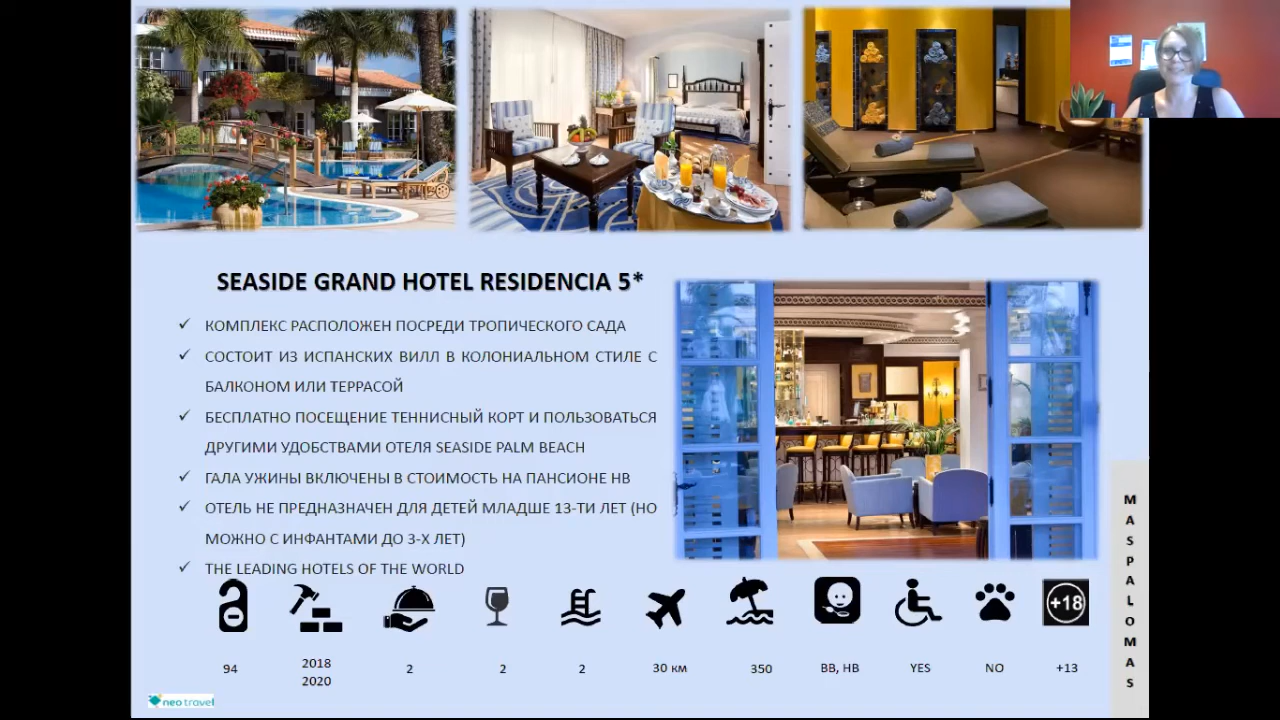 SEASIDE GRAND HOTEL RESIDENCIA 5*
КОМПЛЕКС РАСПОЛОЖЕН ПОСРЕДИ ТРОПИЧЕСКОГО САДА
СОСТОИТ ИЗ ИСПАНСКИХ ВИЛЛ В КОЛОНИАЛЬНОМ СТИЛЕ С
БАЛКОНОМ ИЛИ ТЕРРАСОЙ
БЕСПЛАТНО ПОСЕЩЕНИЕ ТЕННИСНЫЙ КОРТ И ПОЛЬЗОВАТЬСЯ
ДРУГИМИ УДОБСТВАМИ ОТЕЛЯ SEASIDE PALM BEACH
ГАЛА УЖИНЫ ВКЛЮЧЕНЫ В СТОИМОСТЬ НА ПАНСИОНЕ HB
ОТЕЛЬ НЕ ПРЕДНАЗНАЧЕН ДЛЯ ДЕТЕЙ МЛАДШЕ 13-ТИ ЛЕТ (НО
МОЖНО С ИНФАНТАМИ ДО 3-Х ЛЕТ)
THE LEADING HOTELS OF THE WORLD
+18
94
2018
2020
2
2
2
30 км
350
BB, HB
YES
NO
+13
MASPALOMAS
neo travel